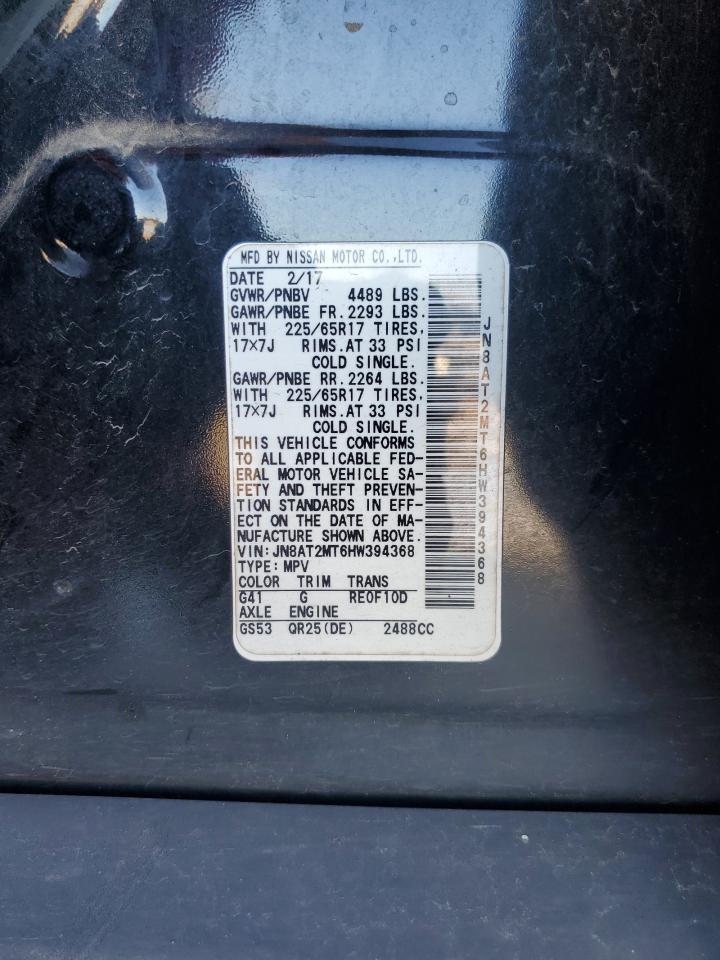 MFD BY NISSAN MOTOR CO.,LTD.
DATE 2/17
GVWR/PNBV 4489 LBS.
GAWR/PNBE FR.2293 LBS.
WITH 225/65R17 TIRES,
17×7J RIMS.AT 33 PSI
COLD SINGLE.
GAWR/PNBE RR.2264 LBS.
WITH 225/65R17 TIRES,
17×7J RIMS.AT 33 PSI
COLD SINGLE.
THIS VEHICLE CONFORMS
TO ALL APPLICABLE FED-
ERAL MOTOR VEHICLE SA-
FETY AND THEFT PREVEN-
TION STANDARDS IN EFF-
ECT ON THE DATE OF MA-
NUFACTURE SHOWN ABOVE.
VIN:JN8AT2MT6HW394368
TYPE:MPV
COLOR TRIM TRANS
G41 G RE0F10D
AXLE ENGINE
GS53 QR25(DE) 2488CC
JN8AT2MT6HW394368